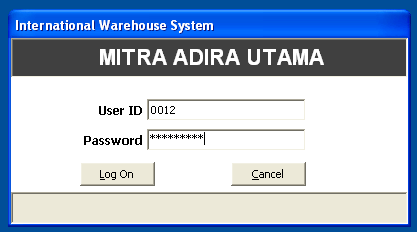 International Warehouse System
MITRA ADIRA UTAMA
User ID 0012
Password *********
Log On Cancel